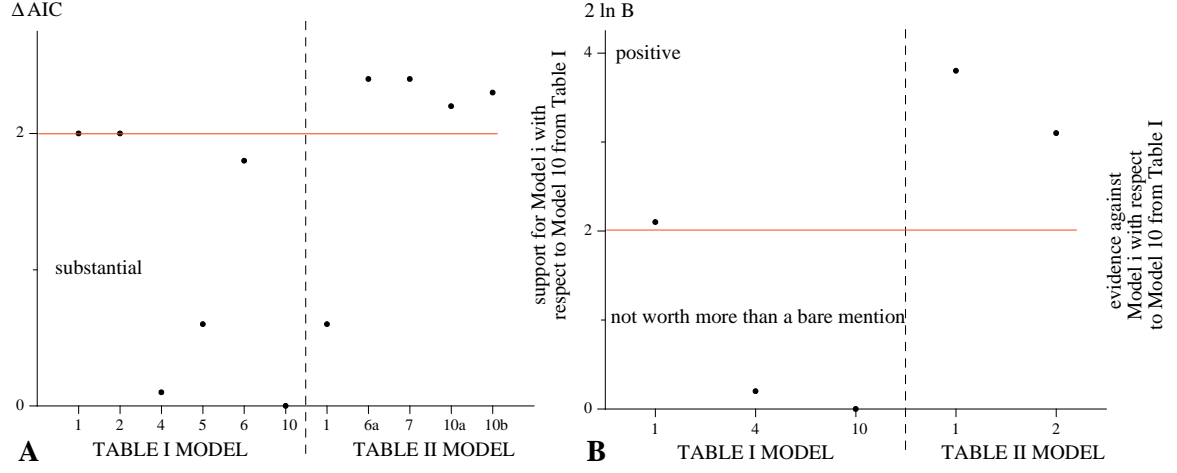 Δ AIC
2
substantial
0
1 2 4 5 6 10 1 6a 7 10a 10b
A TABLE I MODEL TABLE II MODEL
support for Model i with
respect to Model 10 from Table I
2 ln B
4
positive
2
not worth more than a bare mention
0
1 4 10 1 2
B TABLE I MODEL TABLE II MODEL
evidence against
Model i with respect
to Model 10 from Table I